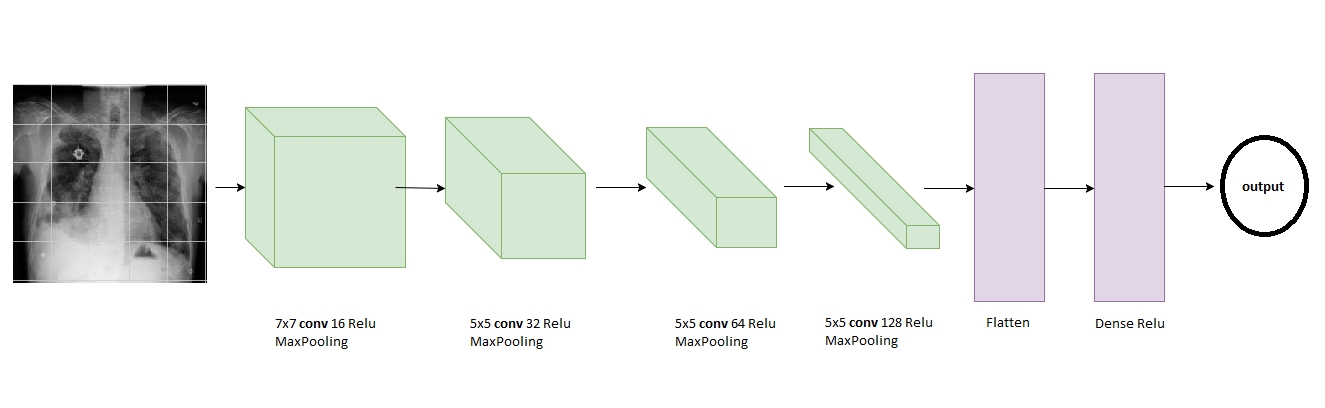 7x7 conv 16 Relu
MaxPooling
5x5 conv 32 Relu
MaxPooling
5x5 conv 64 Relu
MaxPooling
5x5 conv 128 Relu
MaxPooling
Flatten
Dense Relu
output